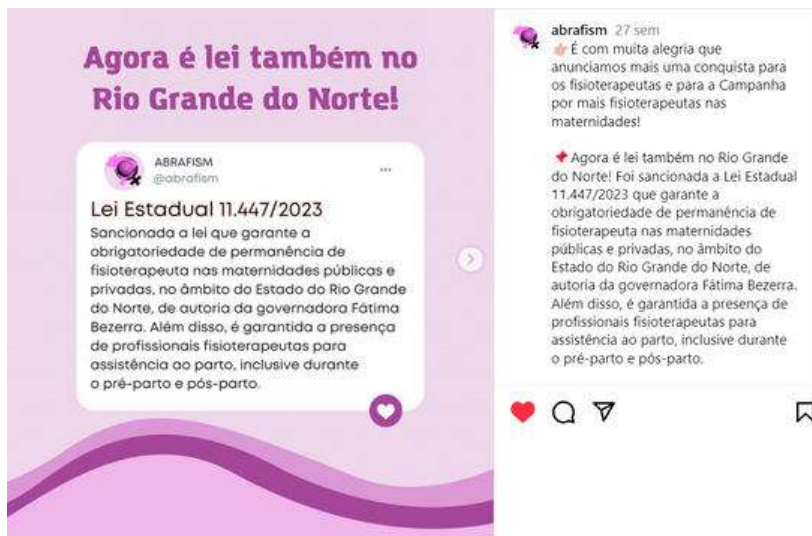 Agora é lei também no
Rio Grande do Norte!
ABRAFISM
@abrafism
Lei Estadual 11.447/2023
Sancionada a lei que garante a
obrigatoriedade de permanência de
fisioterapeuta nas maternidades públicas e
privadas, no âmbito do Estado do Rio Grande
do Norte, de autoria da governadora Fátima
Bezerra. Além disso, é garantida a presença
de profissionais fisioterapeutas para
assistência ao parto, inclusive durante
o pré-parto e pós-parto.
abrafism 27 sem
👉🏼 É com muita alegria que
anunciamos mais uma conquista para
os fisioterapeutas e para a Campanha
por mais fisioterapeutas nas
maternidades!
📌 Agora é lei também no Rio Grande
do Norte! Foi sancionada a Lei Estadual
11.447/2023 que garante a
obrigatoriedade de permanência de
fisioterapeuta nas maternidades
públicas e privadas, no âmbito do
Estado do Rio Grande do Norte, de
autoria da governadora Fátima Bezerra.
Além disso, é garantida a presença de
profissionais fisioterapeutas para
assistência ao parto, inclusive durante
o pré-parto e pós-parto.